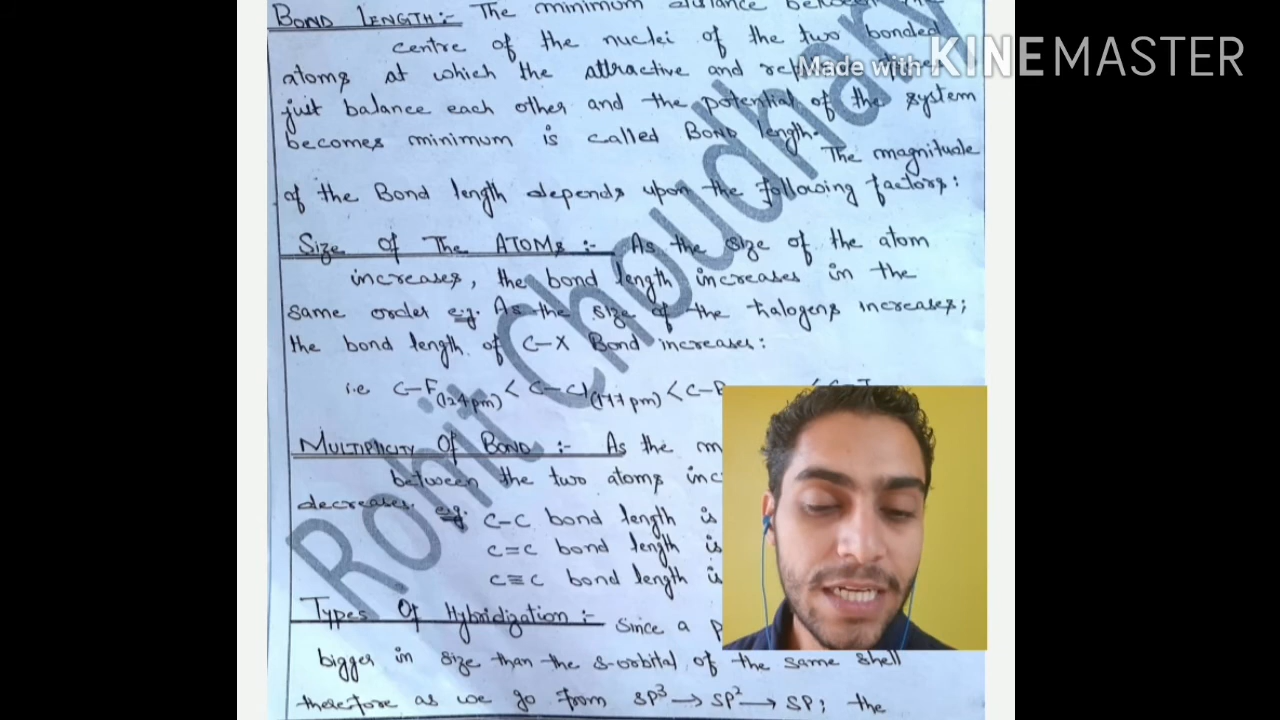 BOND LENGTH:- The minimum distance between the
centre of the nuclei of the two bonded
atoms at which the attractive and
just balance each other and the potential of the system
becomes minimum is called BOND length.
The magnitude
of the Bond length depends upon the following factors:
SIZE OF THE ATOMS :- As the size of the atom
increases, the bond length increases in the
same order e.g. As the size of the halogens increases;
the bond length of C-X Bond increases:
i.e C-F(124pm) < C-Cl(177pm) < C-B
MULTIPLICITY OF BOND :- As the m
between the two atoms inc
decreases. e.g. C-C bond length is
C=C bond length is
C≡C bond length is
Types Of Hybridization :- Since a p
bigger in size than the s-orbital of the same shell
therefore as we go from SP³ → SP² → SP; the
Made with KINEMASTER
Rohit Choudhary